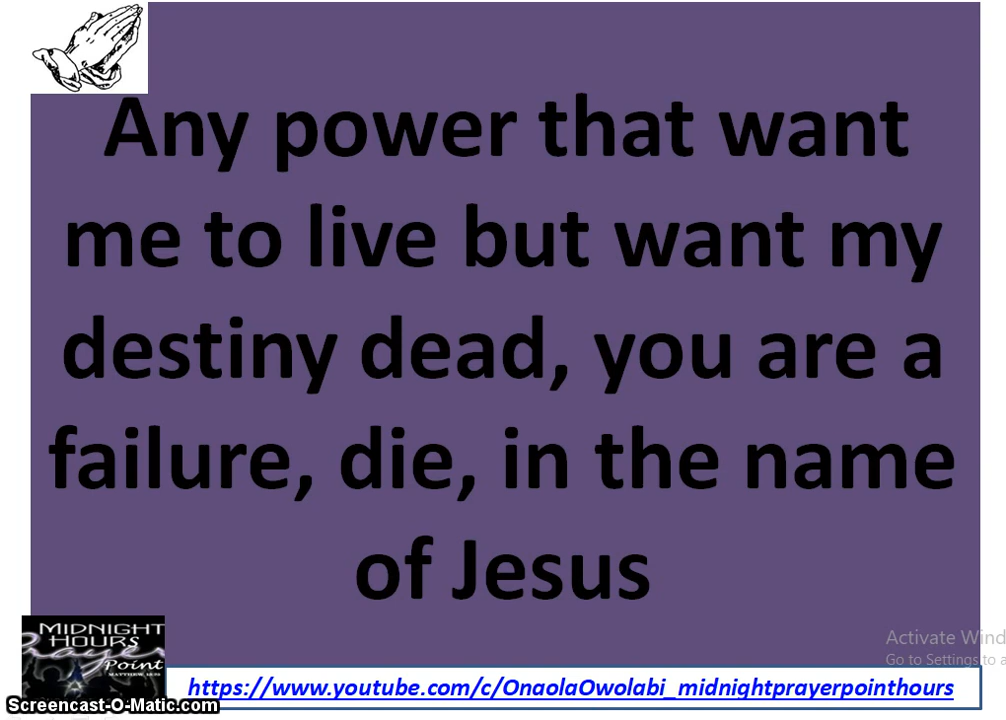 Any power that want
me to live but want my
destiny dead, you are a
failure, die, in the name
of Jesus
MIDNIGHT
HOURS
Prayer
Point
Activate Wind
Go to Settings to a
https://www.youtube.com/c/OnaolaOwolabi_midnightprayerpointhours
Screencast-O-Matic.com